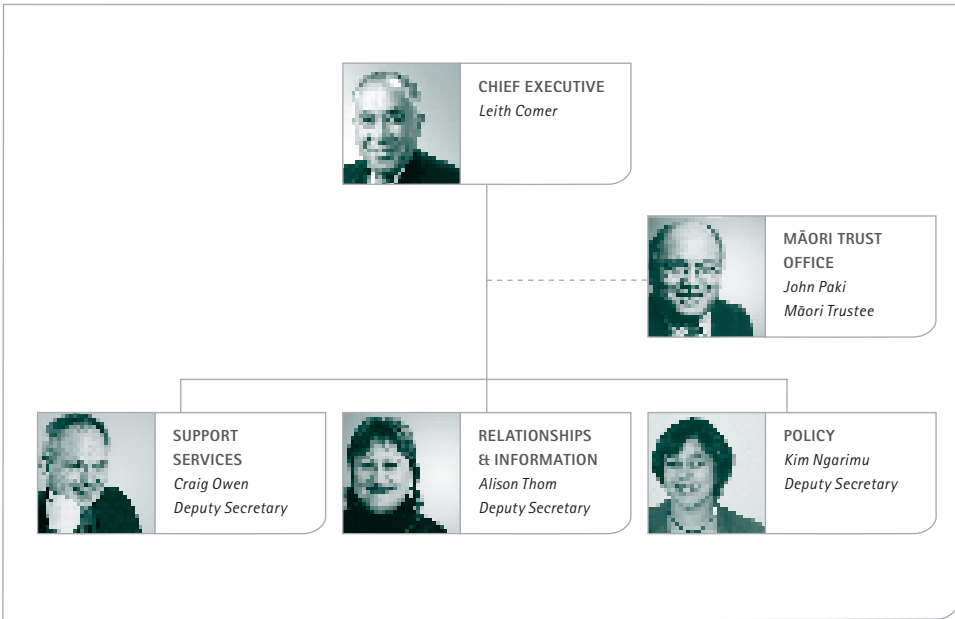 CHIEF EXECUTIVE
Leith Comer
MĀORI TRUST
OFFICE
John Paki
Māori Trustee
SUPPORT
SERVICES
Craig Owen
Deputy Secretary
RELATIONSHIPS
& INFORMATION
Alison Thom
Deputy Secretary
POLICY
Kim Ngarimu
Deputy Secretary